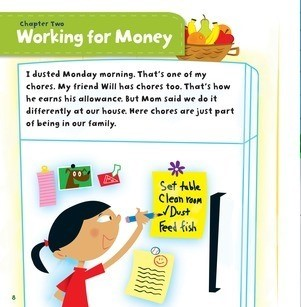 Chapter Two
Working for Money
I dusted Monday morning. That's one of my
chores. My friend Will has chores too. That's how
he earns his allowance. But Mom said we do it
differently at our house. Here chores are just part
of being in our family.
Set table
Clean room
✓Dust
Feed fish
8